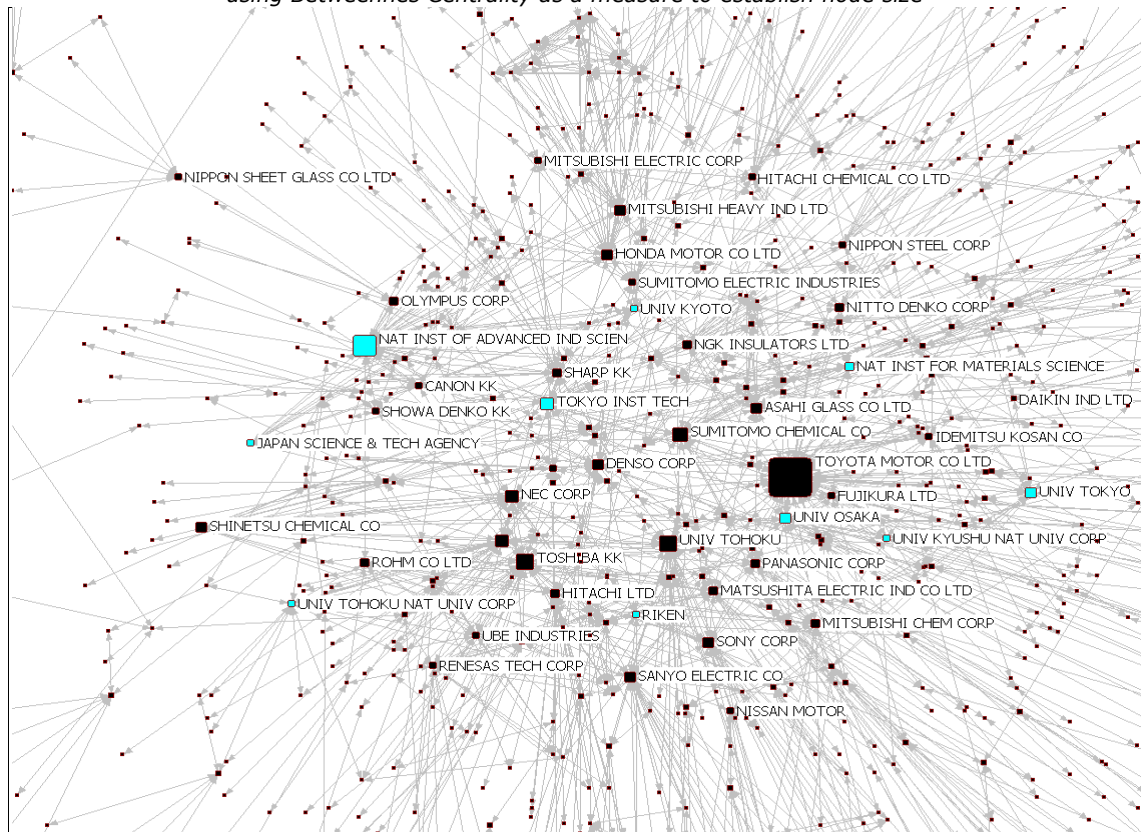 using Betweennes Centrality as a measure to establish node size
MITSUBISHI ELECTRIC CORP
NIPPON SHEET GLASS CO LTD
HITACHI CHEMICAL CO LTD
MITSUBISHI HEAVY IND LTD
NIPPON STEEL CORP
HONDA MOTOR CO LTD
SUMITOMO ELECTRIC INDUSTRIES
OLYMPUS CORP
UNIV KYOTO
NITTO DENKO CORP
NAT INST OF ADVANCED IND SCIEN
NGK INSULATORS LTD
NAT INST FOR MATERIALS SCIENCE
SHARP KK
CANON KK
TOKYO INST TECH
DAIKIN IND LTD
SHOWA DENKO KK
ASAHI GLASS CO LTD
JAPAN SCIENCE & TECH AGENCY
SUMITOMO CHEMICAL CO
IDEMITSU KOSAN CO
DENSO CORP
TOYOTA MOTOR CO LTD
NEC CORP
FUJIKURA LTD
UNIV TOKYO
SHINETSU CHEMICAL CO
UNIV OSAKA
UNIV TOHOKU
UNIV KYUSHU NAT UNIV CORP
ROHM CO LTD
TOSHIBA KK
PANASONIC CORP
HITACHI LTD
MATSUSHITA ELECTRIC IND CO LTD
UNIV TOHOKU NAT UNIV CORP
RIKEN
MITSUBISHI CHEM CORP
UBE INDUSTRIES
SONY CORP
RENESAS TECH CORP
SANYO ELECTRIC CO
NISSAN MOTOR